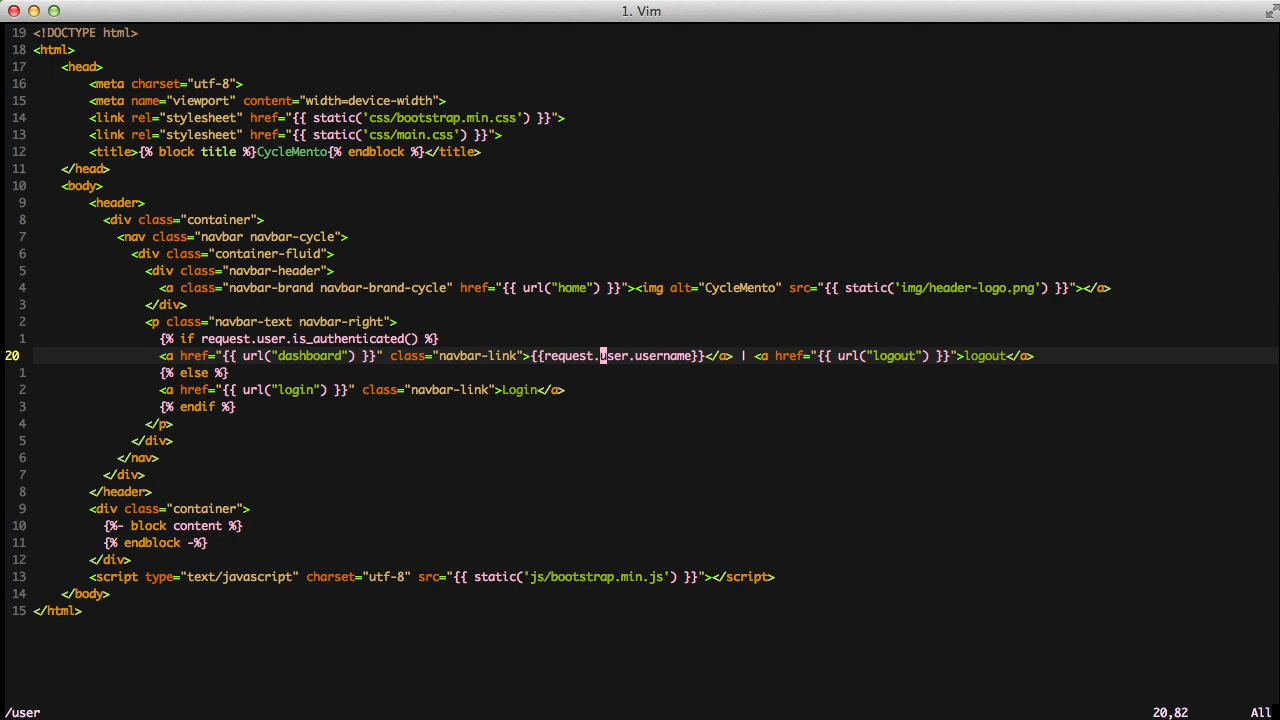 1. Vim
19 <!DOCTYPE html>
18 <html>
17     <head>
16         <meta charset="utf-8">
15         <meta name="viewport" content="width=device-width">
14         <link rel="stylesheet" href="{{ static('css/bootstrap.min.css') }}">
13         <link rel="stylesheet" href="{{ static('css/main.css') }}">
12         <title>{% block title %}CycleMento{% endblock %}</title>
11     </head>
10     <body>
9         <header>
8           <div class="container">
7             <nav class="navbar navbar-cycle">
6               <div class="container-fluid">
5                 <div class="navbar-header">
4                   <a class="navbar-brand navbar-brand-cycle" href="{{ url("home") }}"><img alt="CycleMento" src="{{ static('img/header-logo.png') }}"></a>
3                 </div>
2                 <p class="navbar-text navbar-right">
1                   {% if request.user.is_authenticated() %}
20                   <a href="{{ url("dashboard") }}" class="navbar-link">{{request.user.username}}</a> | <a href="{{ url("logout") }}">logout</a>
1                   {% else %}
2                   <a href="{{ url("login") }}" class="navbar-link">Login</a>
3                   {% endif %}
4                 </p>
5               </div>
6             </nav>
7           </div>
8         </header>
9         <div class="container">
10           {%- block content %}
11           {% endblock -%}
12         </div>
13         <script type="text/javascript" charset="utf-8" src="{{ static('js/bootstrap.min.js') }}"></script>
14     </body>
15 </html>
/user 20,82 All